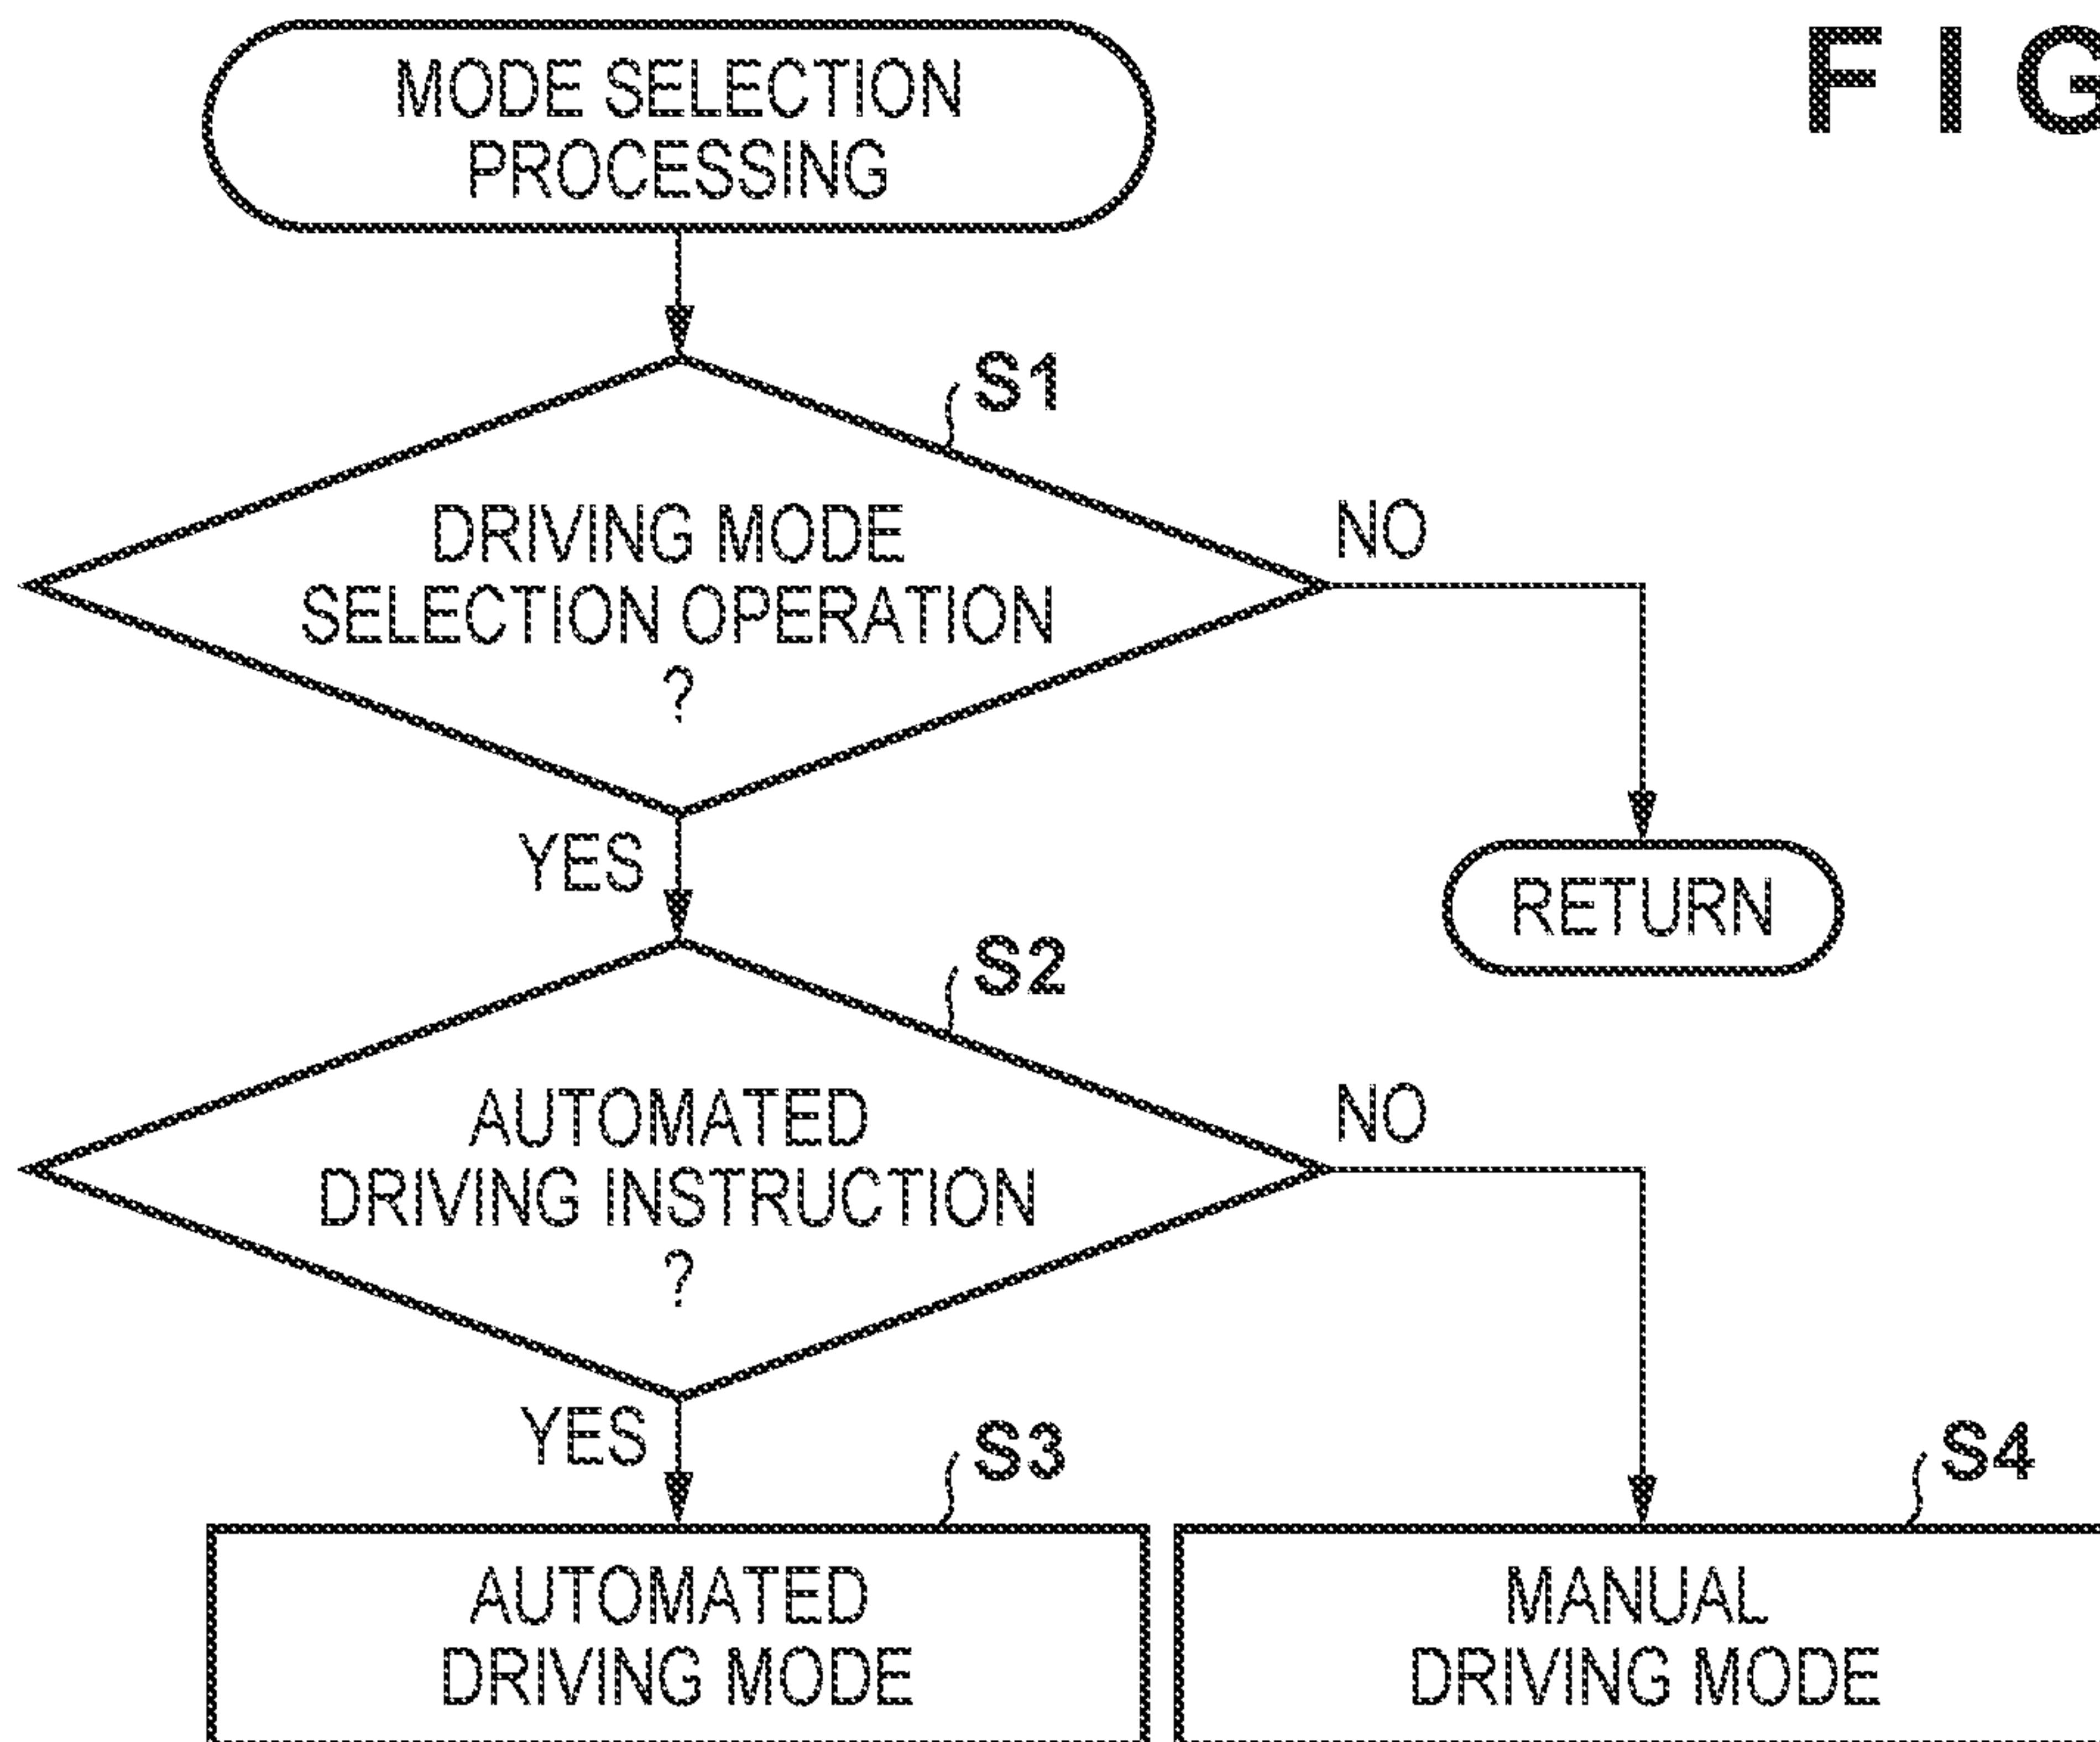 FIG
MODE SELECTION
PROCESSING
S1
DRIVING MODE
SELECTION OPERATION
?
NO
YES
RETURN
S2
AUTOMATED
DRIVING INSTRUCTION
?
NO
YES
S3
AUTOMATED
DRIVING MODE
S4
MANUAL
DRIVING MODE